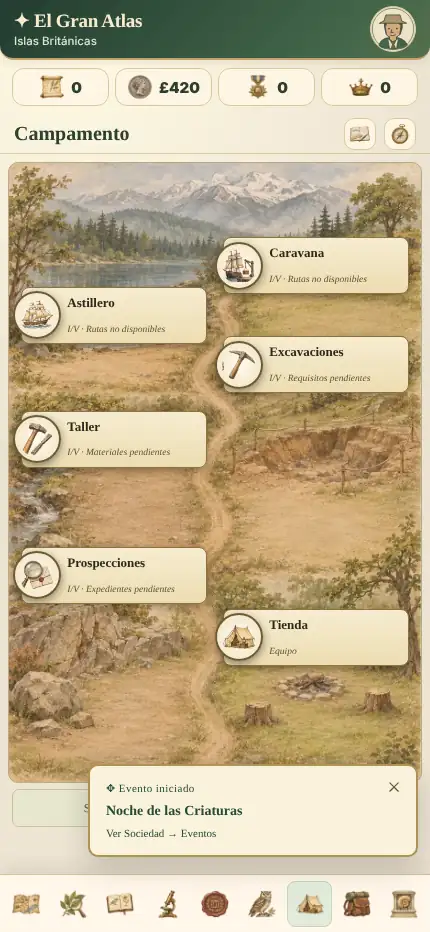 ✦ El Gran Atlas
Islas Británicas
0
£420
0
0
Campamento
Caravana
I/V · Rutas no disponibles
Astillero
I/V · Rutas no disponibles
Excavaciones
I/V · Requisitos pendientes
Taller
I/V · Materiales pendientes
Prospecciones
I/V · Expedientes pendientes
Tienda
Equipo
✥ Evento iniciado
Noche de las Criaturas
Ver Sociedad → Eventos